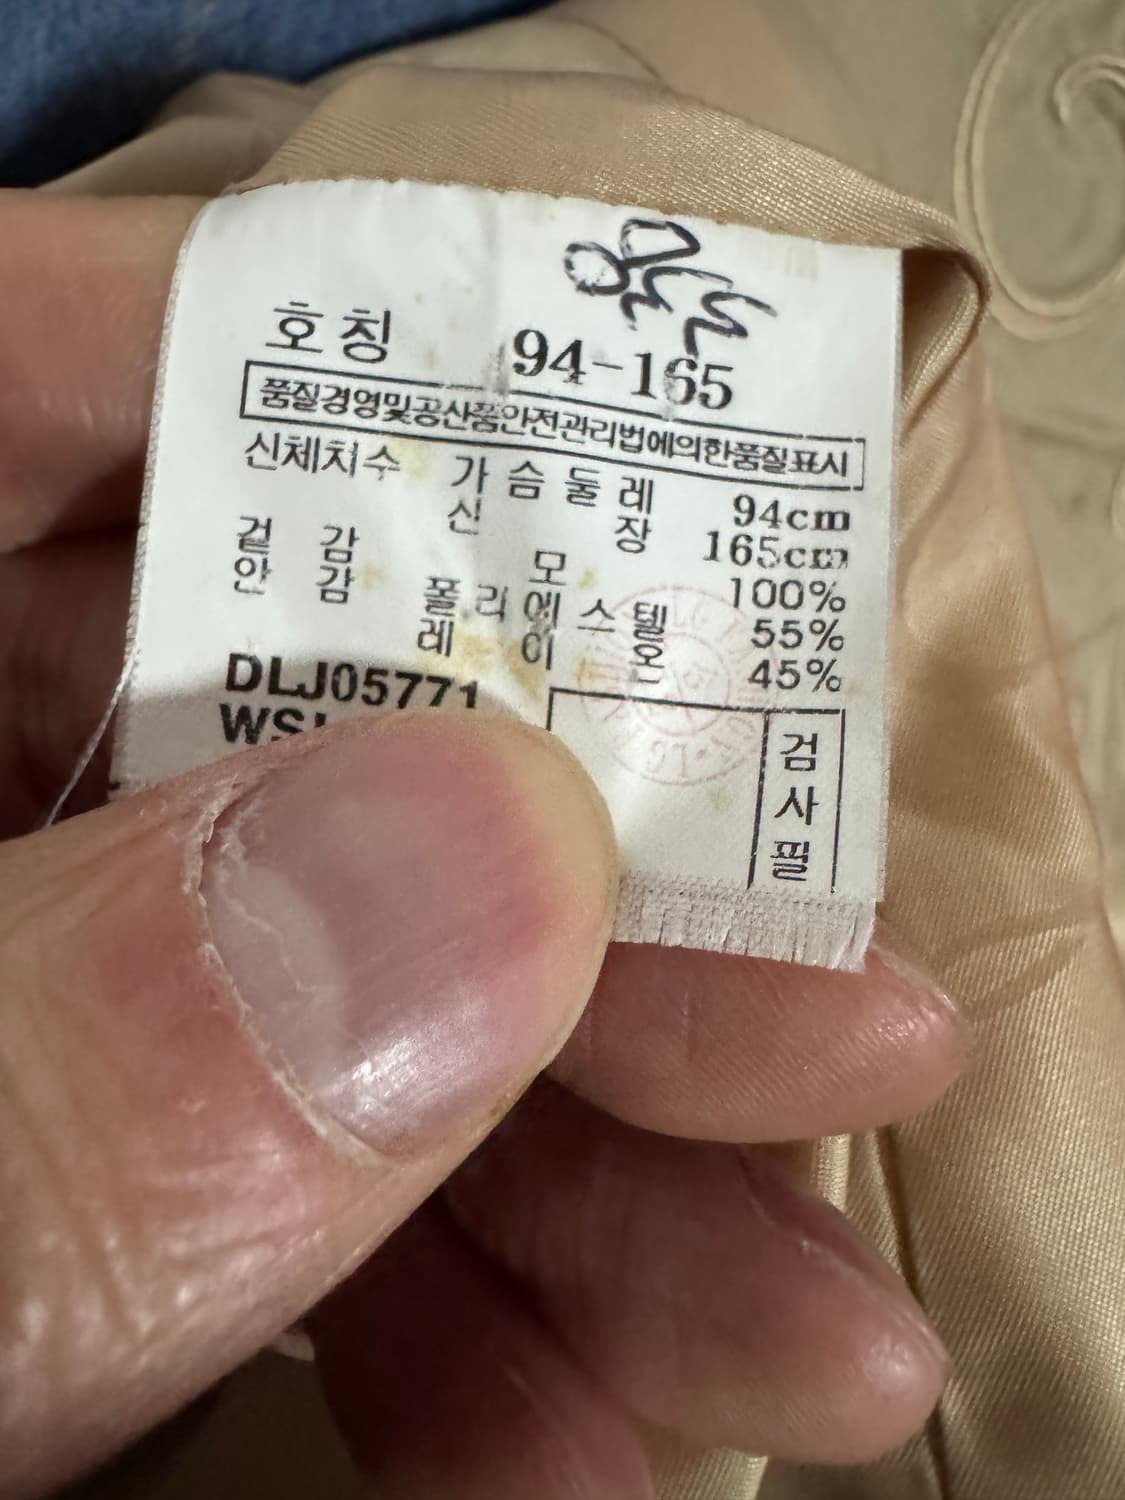 호칭 94-165
품질경영및공산품안전관리법에의한품질표시
신체치수 가슴둘레 94cm
신장 165cm
겉감 모 100%
안감 폴리에스텔 55%
레이오 45%
DLJ05771
검사필